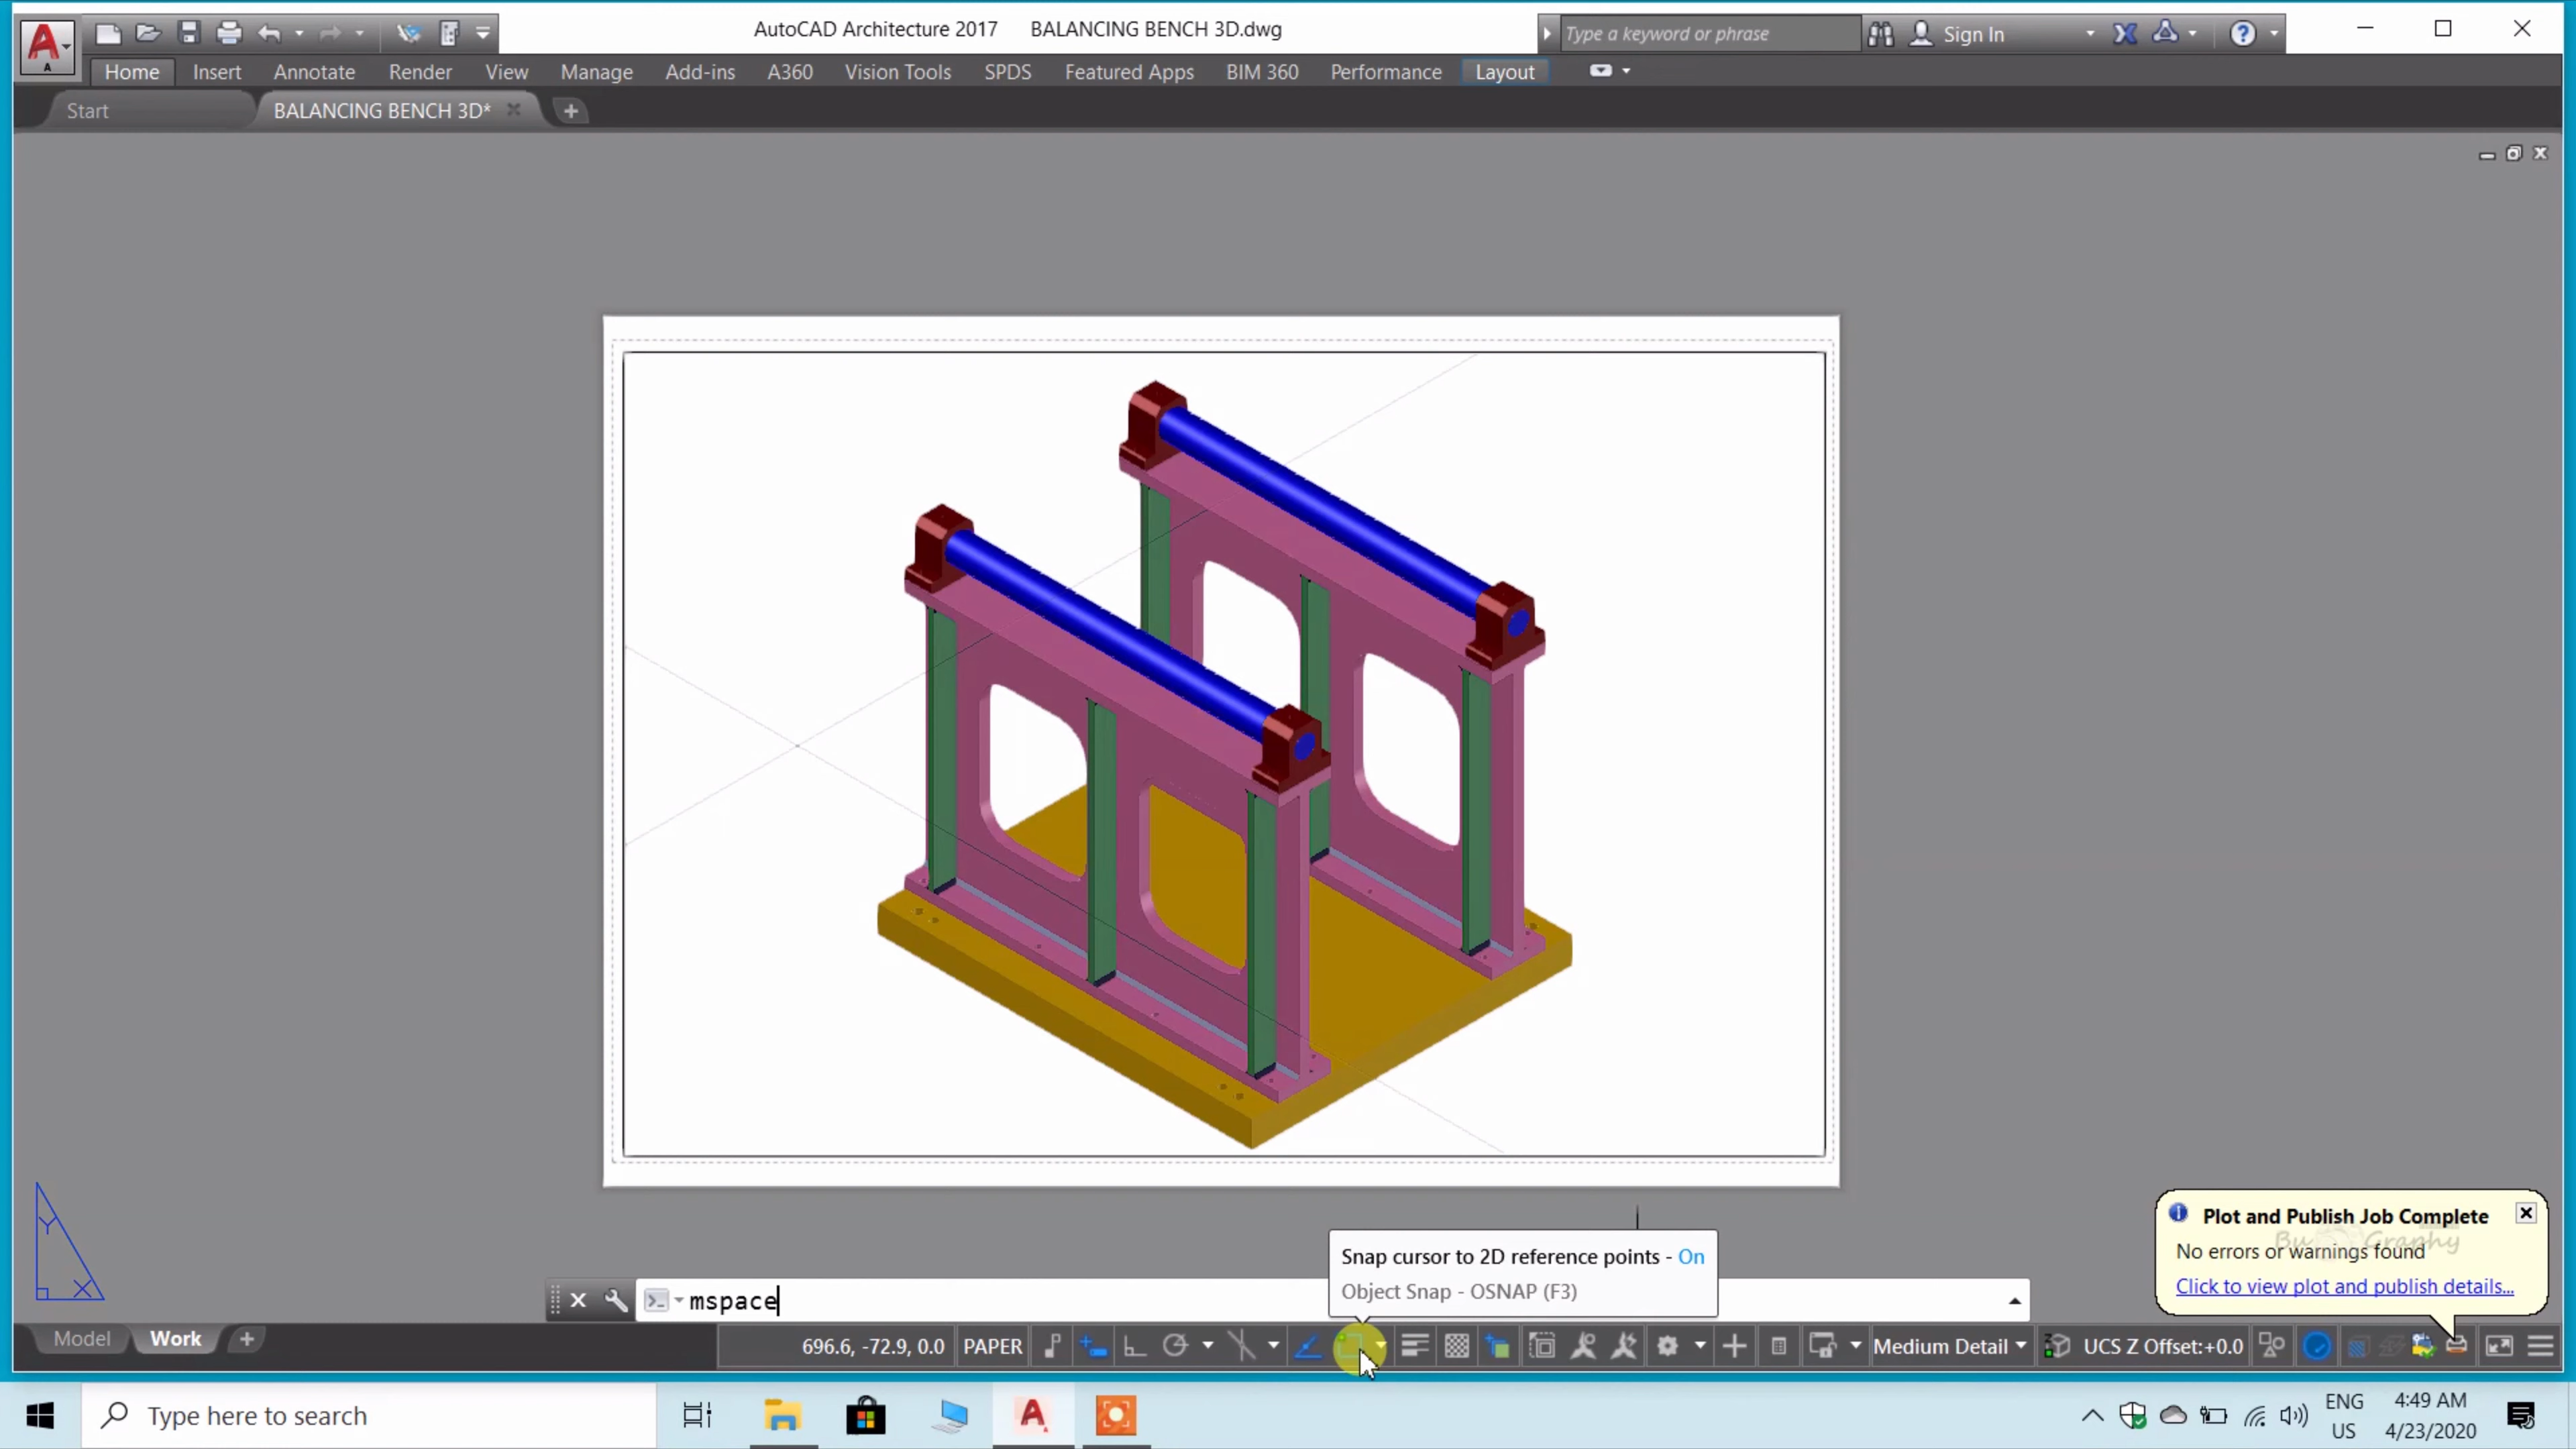 AutoCAD Architecture 2017 BALANCING BENCH 3D.dwg
Type a keyword or phrase
Sign In
Home Insert Annotate Render View Manage Add-ins A360 Vision Tools SPDS Featured Apps BIM 360 Performance Layout
Start
BALANCING BENCH 3D*
Y
X
Plot and Publish Job Complete
No errors or warnings found
Click to view plot and publish details...
Snap cursor to 2D reference points - On
Object Snap - OSNAP (F3)
mspace
Model Work
696.6, -72.9, 0.0 PAPER
Medium Detail
UCS Z Offset:+0.0
Type here to search
ENG
US
4:49 AM
4/23/2020